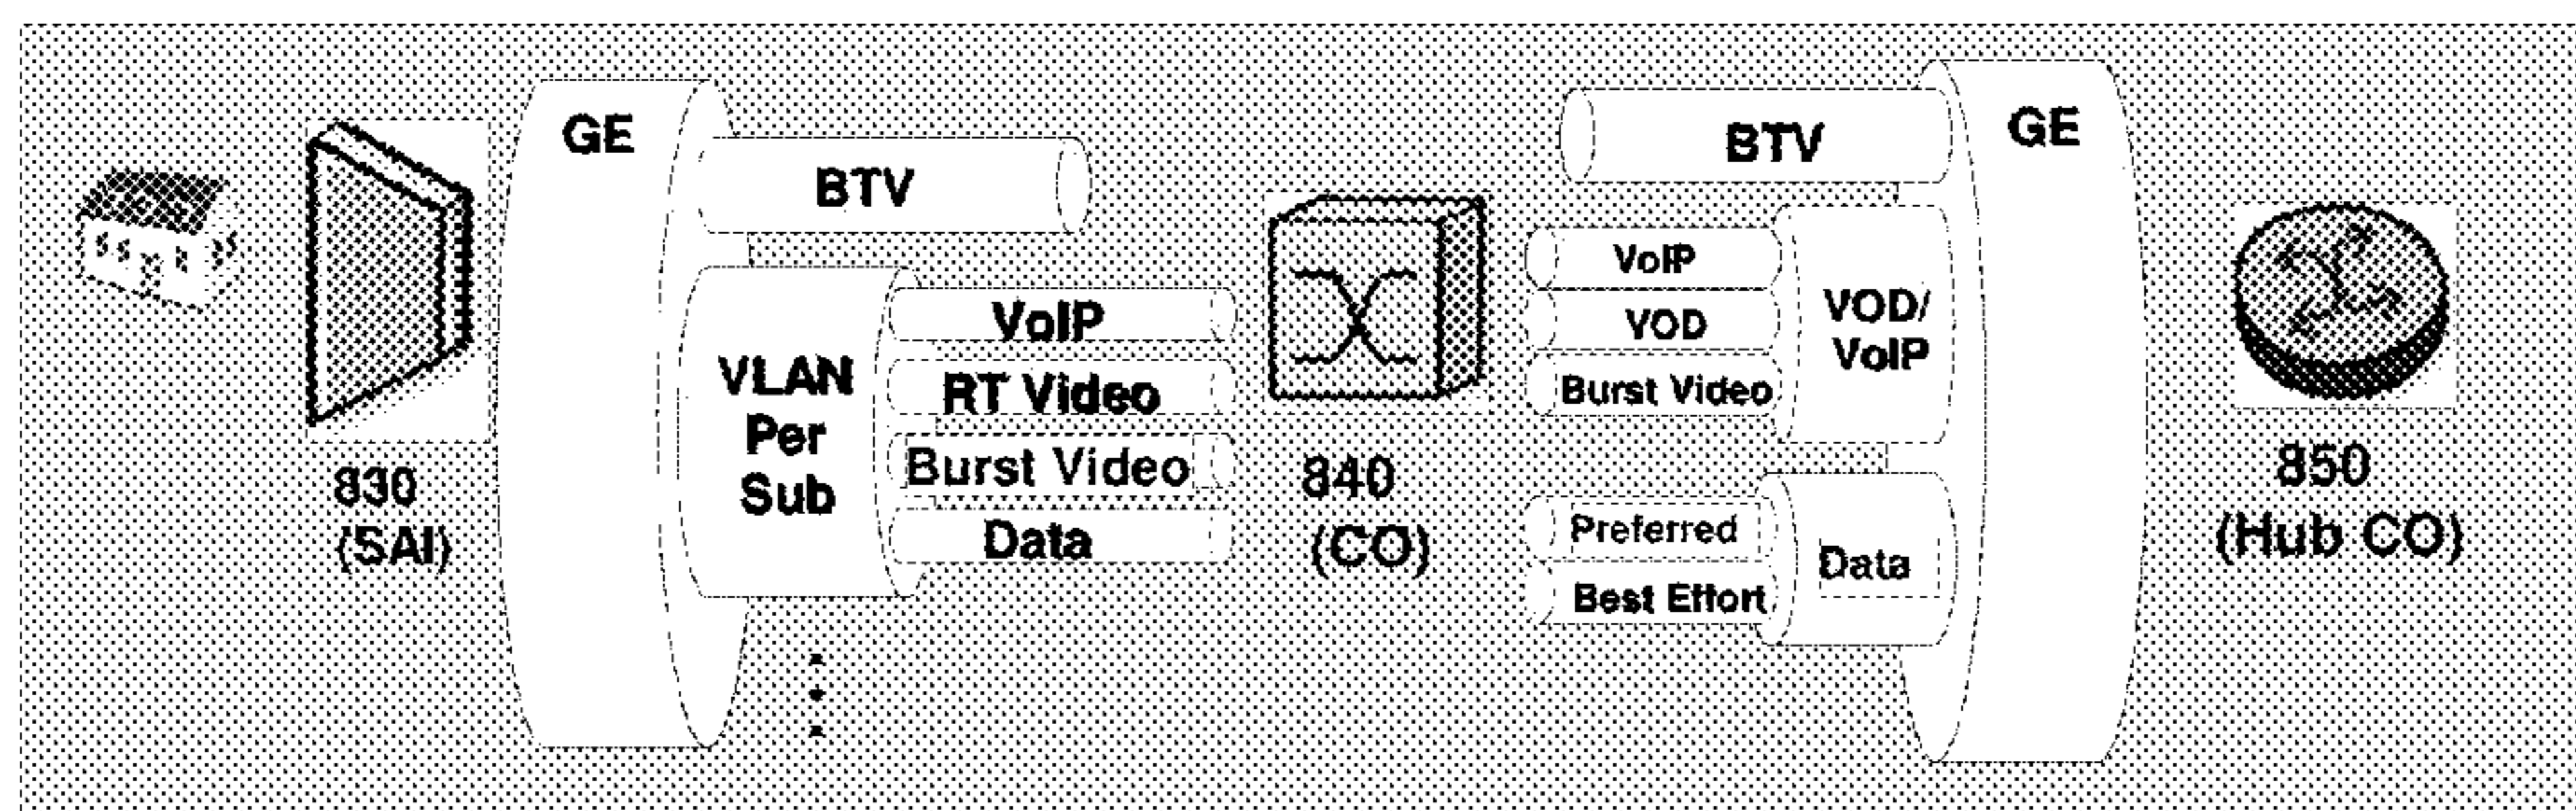 GE
BTV
VLAN
Per
Sub
VoIP
RT Video
Burst Video
Data
830
(SAI)
840
(CO)
BTV
GE
VoIP
VOD
Burst Video
VOD/
VoIP
Preferred
Best Effort
Data
850
(Hub CO)